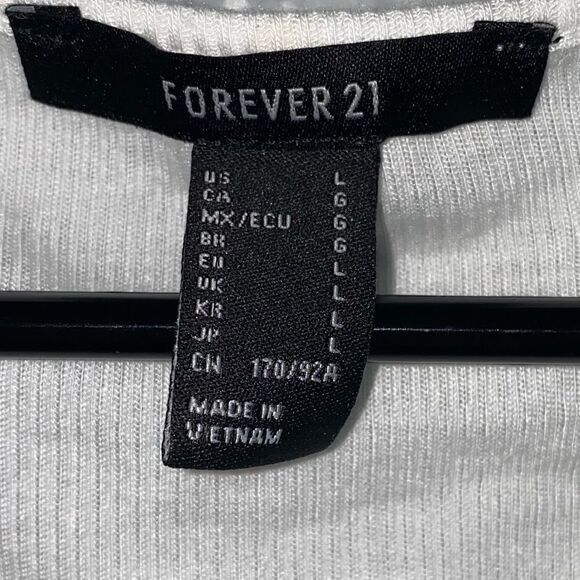 FOREVER 21
US L
CA G
MX/ECU G
BR G
EU L
UK L
KR L
JP L
CN 170/92A
MADE IN
VIETNAM